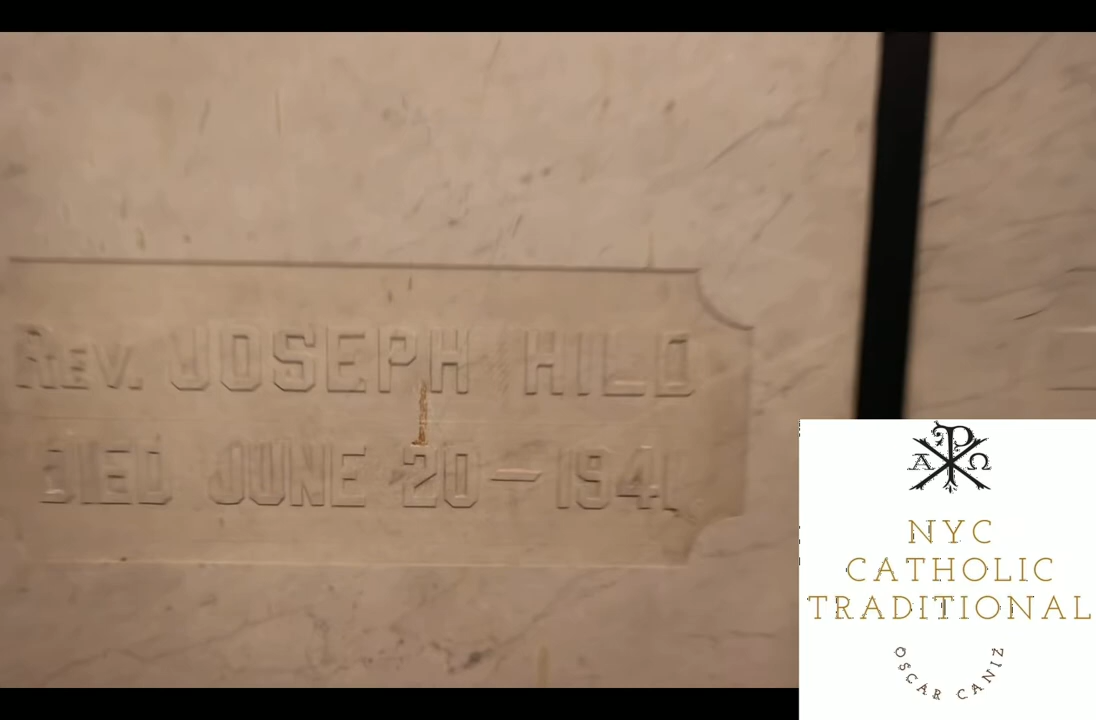 REV. JOSEPH HILD
DIED JUNE 20-1941
Α Ω
NYC
CATHOLIC
TRADITIONAL
OSCAR CANIZ